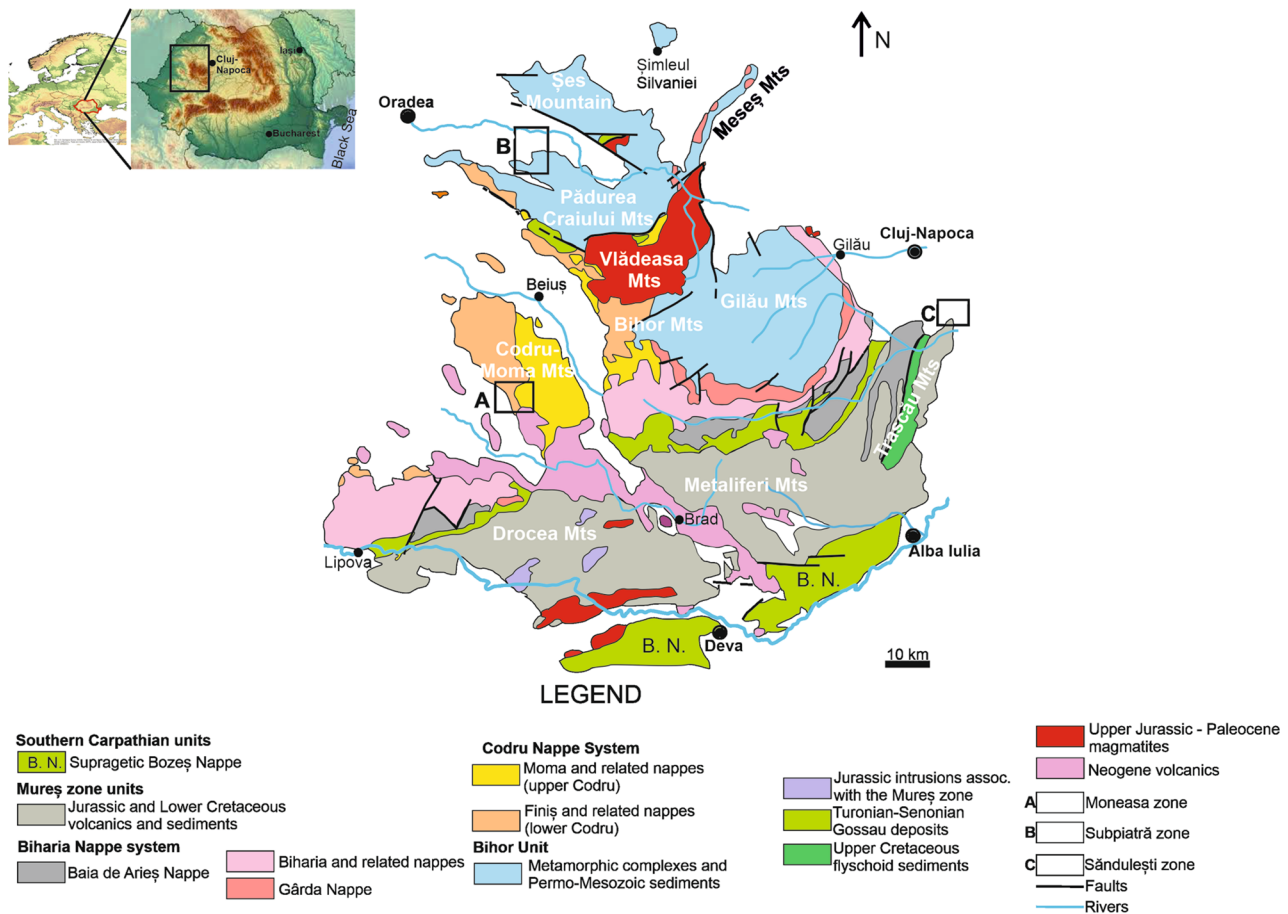 Iași
Cluj-
Napoca
Bucharest
Black Sea
N
Șimleul
Silvaniei
Șes
Mountain
Meseș Mts
Oradea
B
Pădurea
Craiului Mts
Vlădeasa
Mts
Gilău
Cluj-Napoca
Beiuș
Gilău Mts
Bihor Mts
C
Codru-
Moma Mts
A
Trascău Mts
Metaliferi Mts
Brad
Drocea Mts
Lipova
Alba Iulia
N
B. N.
B. N.
Deva
10 km
LEGEND
Southern Carpathian units
B. N. Supragetic Bozeș Nappe
Mureș zone units
Jurassic and Lower Cretaceous
volcanics and sediments
Biharia Nappe system
Baia de Arieș Nappe
Biharia and related nappes
Gârda Nappe
Codru Nappe System
Moma and related nappes
(upper Codru)
Finiș and related nappes
(lower Codru)
Bihor Unit
Metamorphic complexes and
Permo-Mesozoic sediments
Jurassic intrusions assoc.
with the Mureș zone
Turonian-Senonian
Gossau deposits
Upper Cretaceous
flyschoid sediments
Upper Jurassic - Paleocene
magmatites
Neogene volcanics
A Moneasa zone
B Subpiatră zone
C Săndulești zone
Faults
Rivers